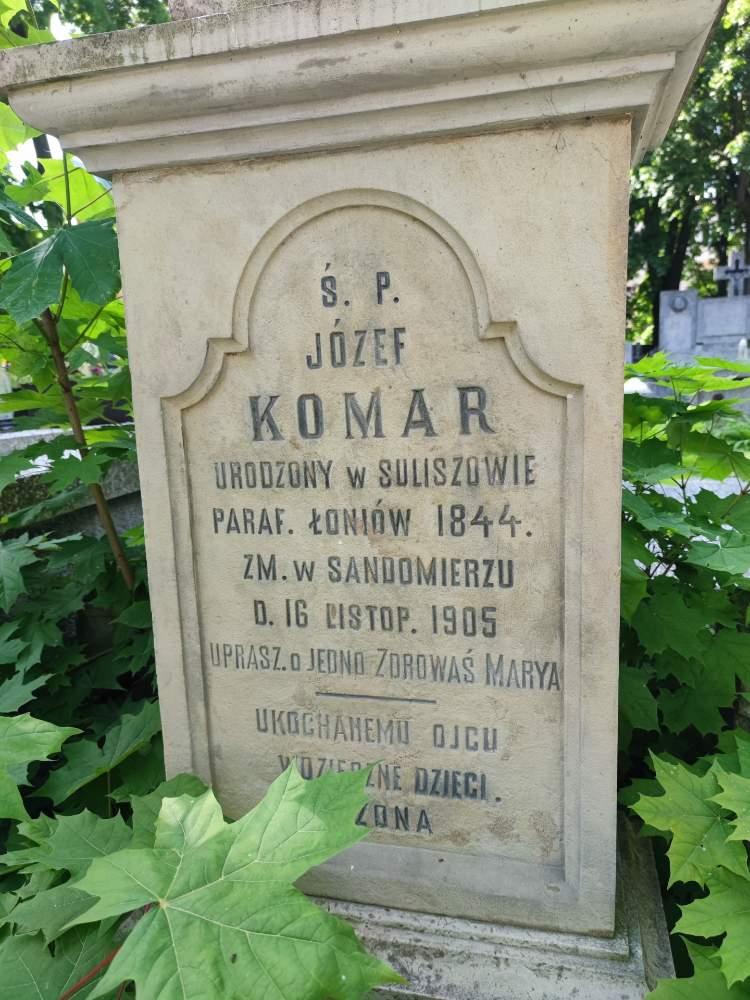 Ś. P.
JÓZEF
KOMAR
URODZONY W SULISZOWIE
PARAF. ŁONIÓW 1844.
ZM. W SANDOMIERZU
D. 16 LISTOP. 1905
UPRASZ. O JEDNO ZDROWAŚ MARYA
UKOCHANEMU OJCU
WDZIĘCZNE DZIECI.
ŻONA